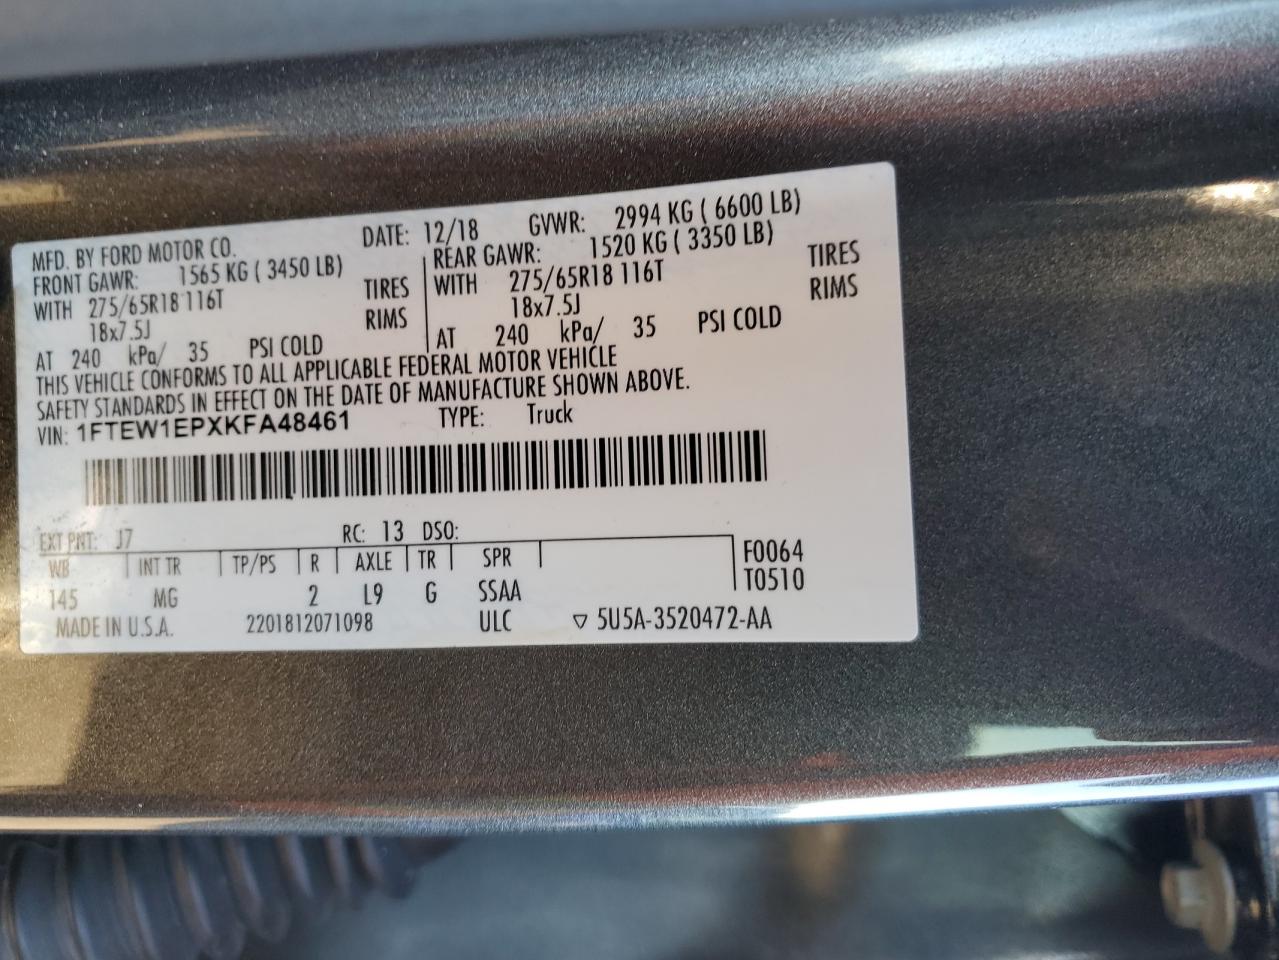 MFD. BY FORD MOTOR CO. DATE: 12/18 GVWR: 2994 KG ( 6600 LB)
FRONT GAWR: 1565 KG ( 3450 LB) REAR GAWR: 1520 KG ( 3350 LB)
WITH 275/65R18 116T TIRES WITH 275/65R18 116T TIRES
18x7.5J RIMS 18x7.5J RIMS
AT 240 kPa/ 35 PSI COLD AT 240 kPa/ 35 PSI COLD
THIS VEHICLE CONFORMS TO ALL APPLICABLE FEDERAL MOTOR VEHICLE
SAFETY STANDARDS IN EFFECT ON THE DATE OF MANUFACTURE SHOWN ABOVE.
VIN: 1FTEW1EPXKFA48461 TYPE: Truck
EXT PNT: J7 RC: 13 DSO:
WB INT TR TP/PS R AXLE TR SPR F0064
145 MG 2 L9 G SSAA T0510
MADE IN U.S.A. 2201812071098 ULC ▽ 5U5A-3520472-AA